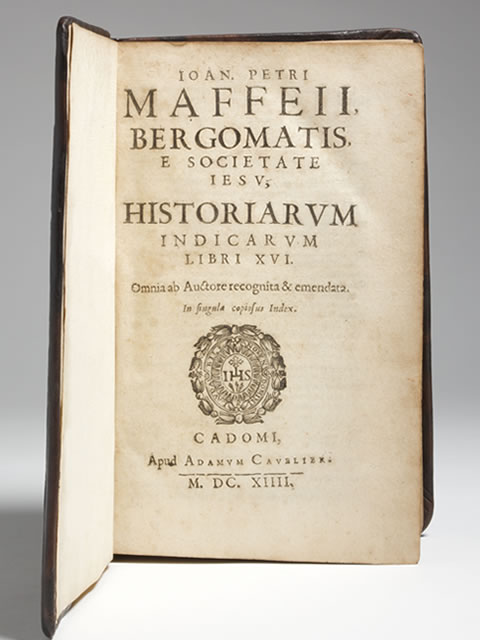 IOAN. PETRI
MAFFEII,
BERGOMATIS,
E SOCIETATE
IESV,
HISTORIARVM
INDICARVM
LIBRI XVI.
Omnia ab Auctore recognita & emendata.
In singula copiosus Index.
IHS
CADOMI,
Apud ADAMVM CAVELIER.
M. DC. XIIII.